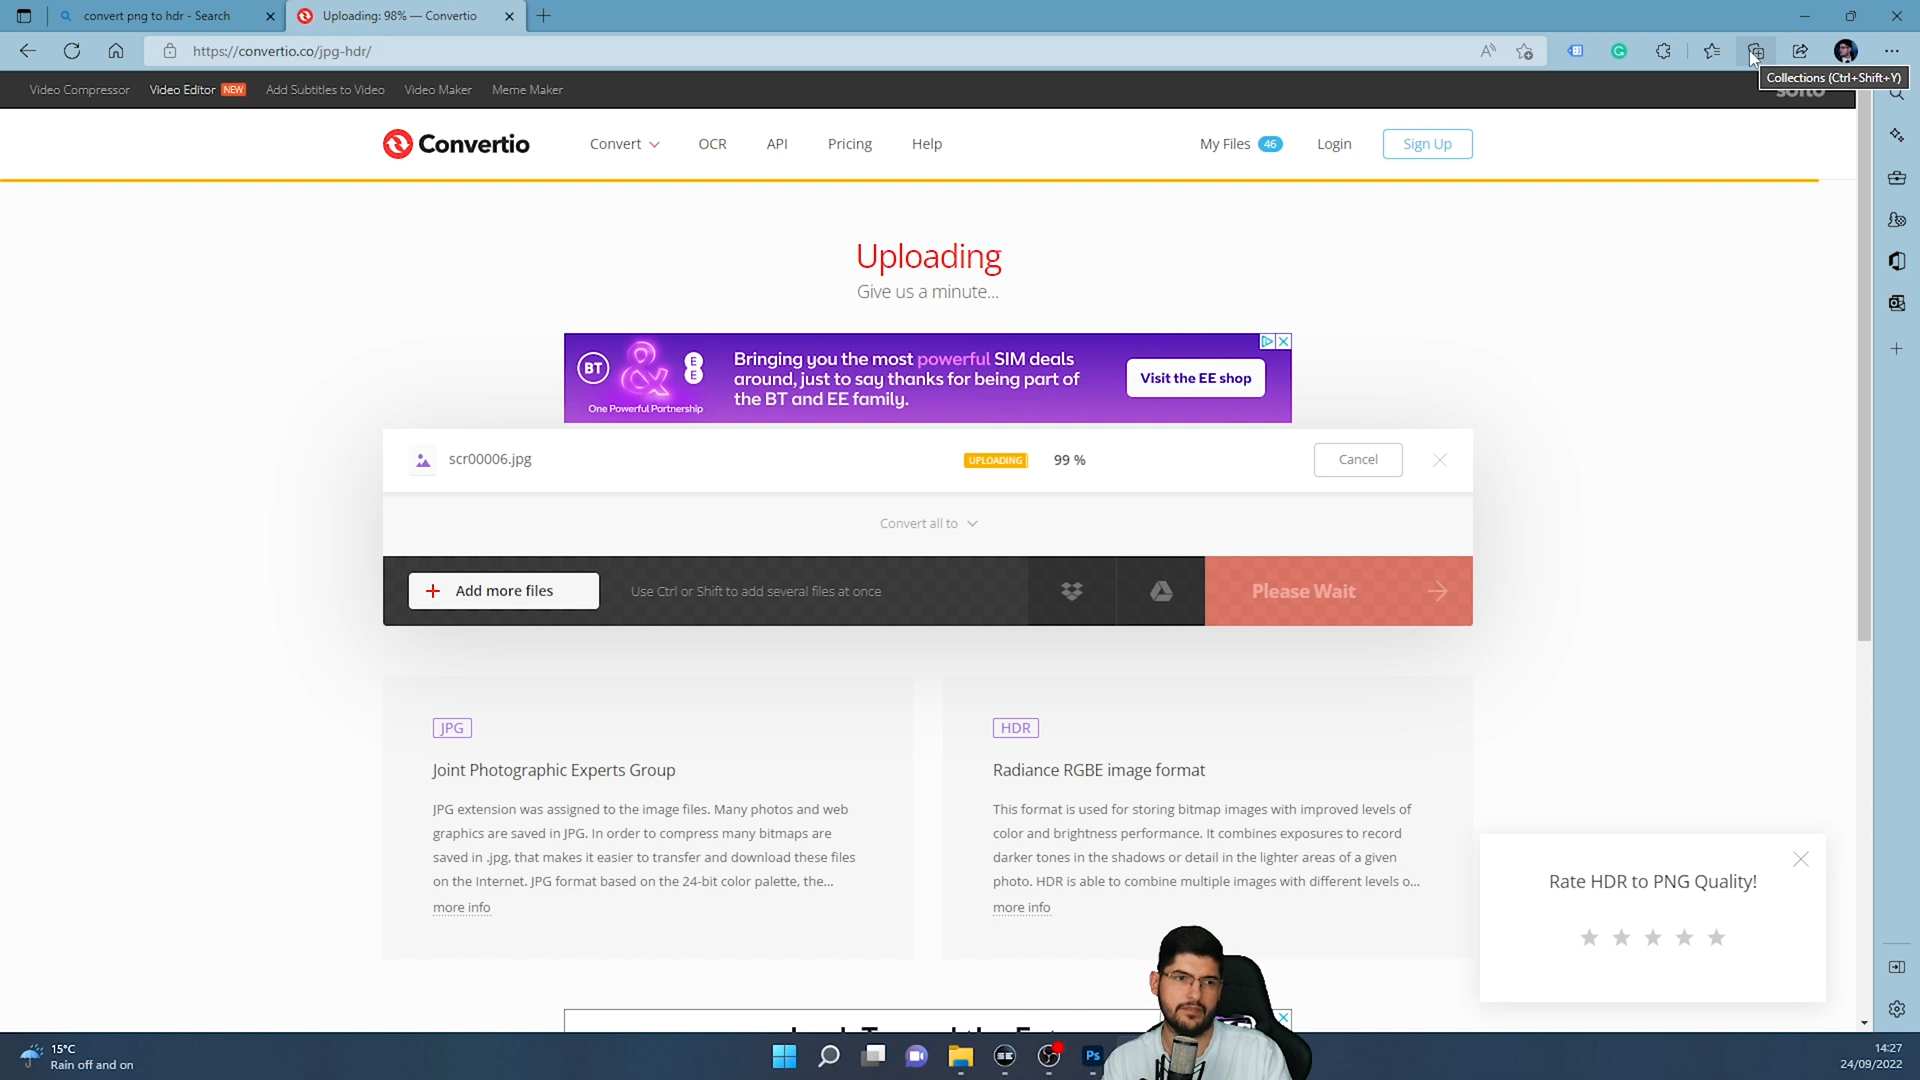 convert png to hdr - Search
Uploading: 98% — Convertio
https://convertio.co/jpg-hdr/
Collections (Ctrl+Shift+Y)
Video Compressor
Video Editor NEW
Add Subtitles to Video
Video Maker
Meme Maker
Convertio
Convert
OCR
API
Pricing
Help
My Files 46
Login
Sign Up
Uploading
Give us a minute...
BT & EE
One Powerful Partnership
Bringing you the most powerful SIM deals
around, just to say thanks for being part of
the BT and EE family.
Visit the EE shop
scr00006.jpg
UPLOADING
99 %
Cancel
Convert all to
Add more files
Use Ctrl or Shift to add several files at once
Please Wait
JPG
Joint Photographic Experts Group
JPG extension was assigned to the image files. Many photos and web
graphics are saved in JPG. In order to compress many bitmaps are
saved in .jpg, that makes it easier to transfer and download these files
on the Internet. JPG format based on the 24-bit color palette, the...
more info
HDR
Radiance RGBE image format
This format is used for storing bitmap images with improved levels of
color and brightness performance. It combines exposures to record
darker tones in the shadows or detail in the lighter areas of a given
photo. HDR is able to combine multiple images with different levels o...
more info
Rate HDR to PNG Quality!
15°C
Rain off and on
Ps
14:27
24/09/2022